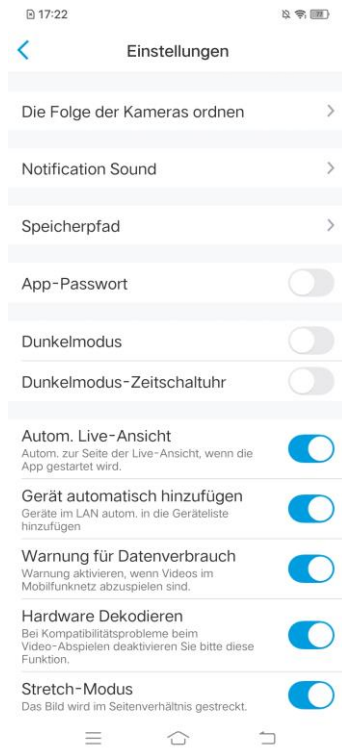 17:22
Einstellungen
Die Folge der Kameras ordnen
Notification Sound
Speicherpfad
App-Passwort
Dunkelmodus
Dunkelmodus-Zeitschaltuhr
Autom. Live-Ansicht
Autom. zur Seite der Live-Ansicht, wenn die
App gestartet wird.
Gerät automatisch hinzufügen
Geräte im LAN autom. in die Geräteliste
hinzufügen
Warnung für Datenverbrauch
Warnung aktivieren, wenn Videos im
Mobilfunknetz abzuspielen sind.
Hardware Dekodieren
Bei Kompatibilitätsprobleme beim
Video-Abspielen deaktivieren Sie bitte diese
Funktion.
Stretch-Modus
Das Bild wird im Seitenverhältnis gestreckt.